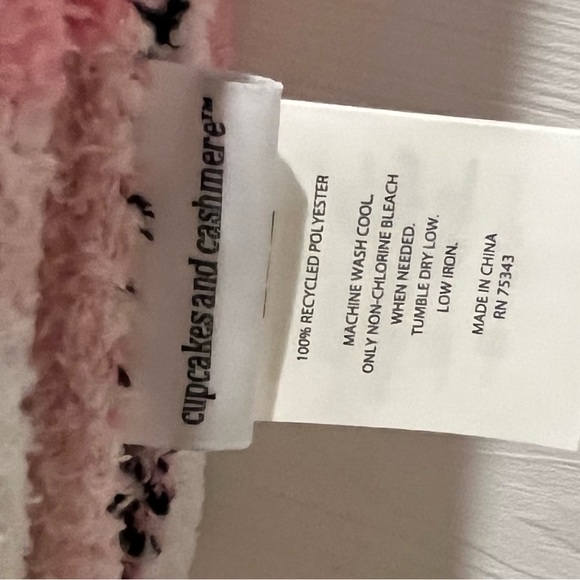 cupcakes and cashmere™
100% RECYCLED POLYESTER
MACHINE WASH COOL.
ONLY NON-CHLORINE BLEACH
WHEN NEEDED.
TUMBLE DRY LOW.
LOW IRON.
MADE IN CHINA
RN 75343